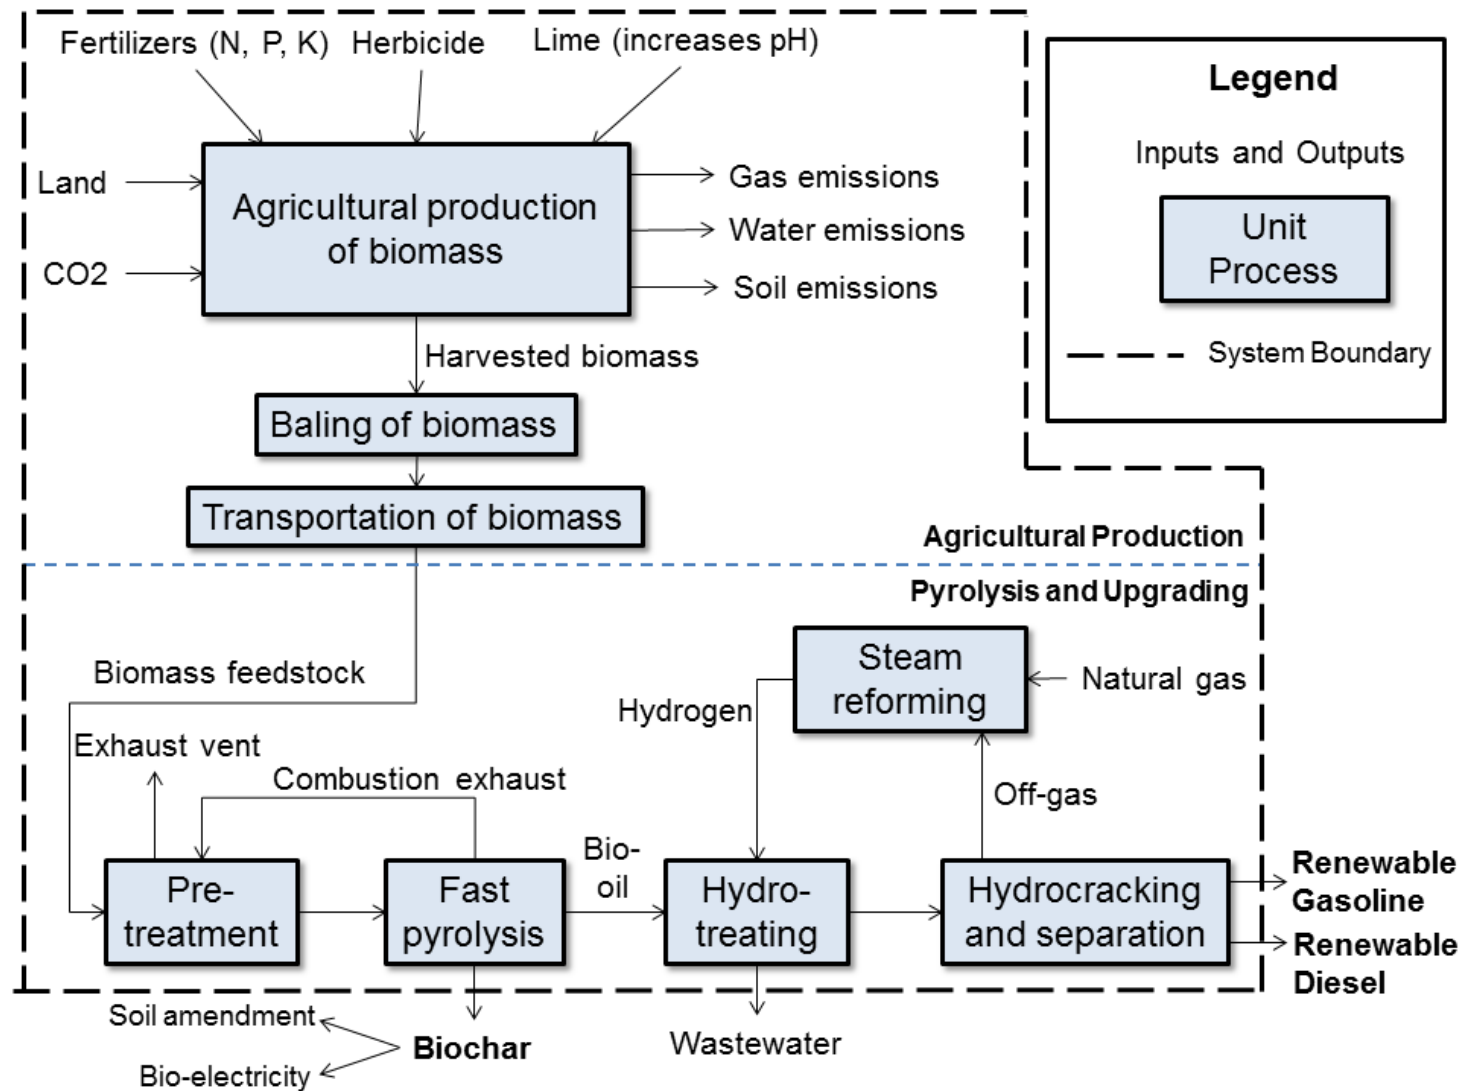 Fertilizers (N, P, K)
Herbicide
Lime (increases pH)
Land
CO2
Agricultural production
of biomass
Gas emissions
Water emissions
Soil emissions
Harvested biomass
Baling of biomass
Transportation of biomass
Legend
Inputs and Outputs
Unit
Process
System Boundary
Agricultural Production
Pyrolysis and Upgrading
Biomass feedstock
Exhaust vent
Combustion exhaust
Steam
reforming
Natural gas
Hydrogen
Off-gas
Pre-
treatment
Fast
pyrolysis
Bio-
oil
Hydro-
treating
Hydrocracking
and separation
Renewable
Gasoline
Renewable
Diesel
Soil amendment
Bio-electricity
Biochar
Wastewater